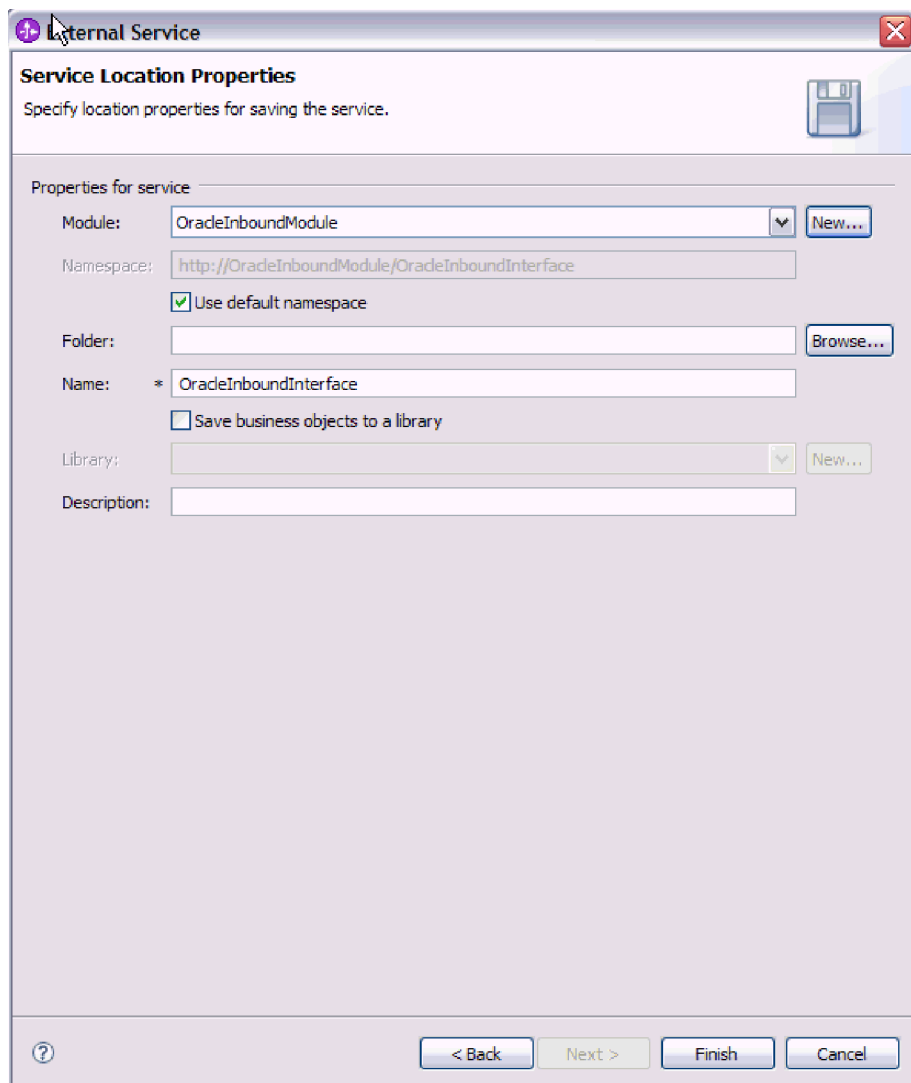 External Service
Service Location Properties
Specify location properties for saving the service.
Properties for service
Module: OracleInboundModule New...
Namespace: http://OracleInboundModule/OracleInboundInterface
Use default namespace
Folder: Browse...
Name: * OracleInboundInterface
Save business objects to a library
Library: New...
Description:
< Back Next > Finish Cancel